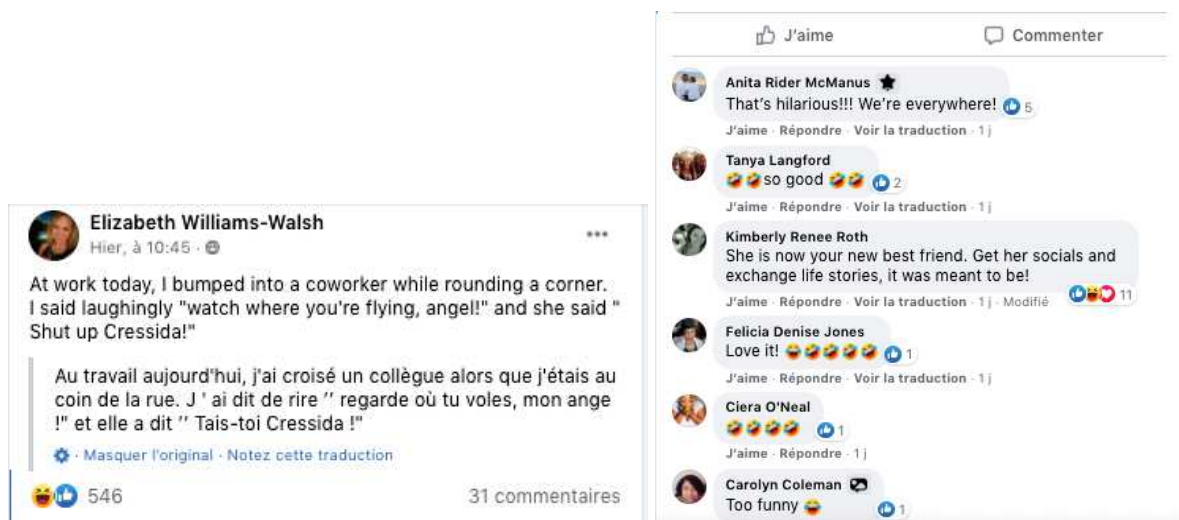 Elizabeth Williams-Walsh
Hier, à 10:45 ·
At work today, I bumped into a coworker while rounding a corner.
I said laughingly "watch where you're flying, angel!" and she said "
Shut up Cressida!"
Au travail aujourd'hui, j'ai croisé un collègue alors que j'étais au
coin de la rue. J ' ai dit de rire ’’ regarde où tu voles, mon ange
!" et elle a dit ’’ Tais-toi Cressida !"
· Masquer l'original · Notez cette traduction
546 31 commentaires
J'aime Commenter
Anita Rider McManus
That's hilarious!!! We're everywhere! 5
J'aime · Répondre · Voir la traduction · 1 j
Tanya Langford
🤣🤣so good 🤣🤣 2
J'aime · Répondre · Voir la traduction · 1 j
Kimberly Renee Roth
She is now your new best friend. Get her socials and
exchange life stories, it was meant to be!
J'aime · Répondre · Voir la traduction · 1 j · Modifié 11
Felicia Denise Jones
Love it! 😂🤣🤣🤣🤣 1
J'aime · Répondre · Voir la traduction · 1 j
Ciera O'Neal
🤣🤣🤣🤣 1
J'aime · Répondre · 1 j
Carolyn Coleman
Too funny 😂 1